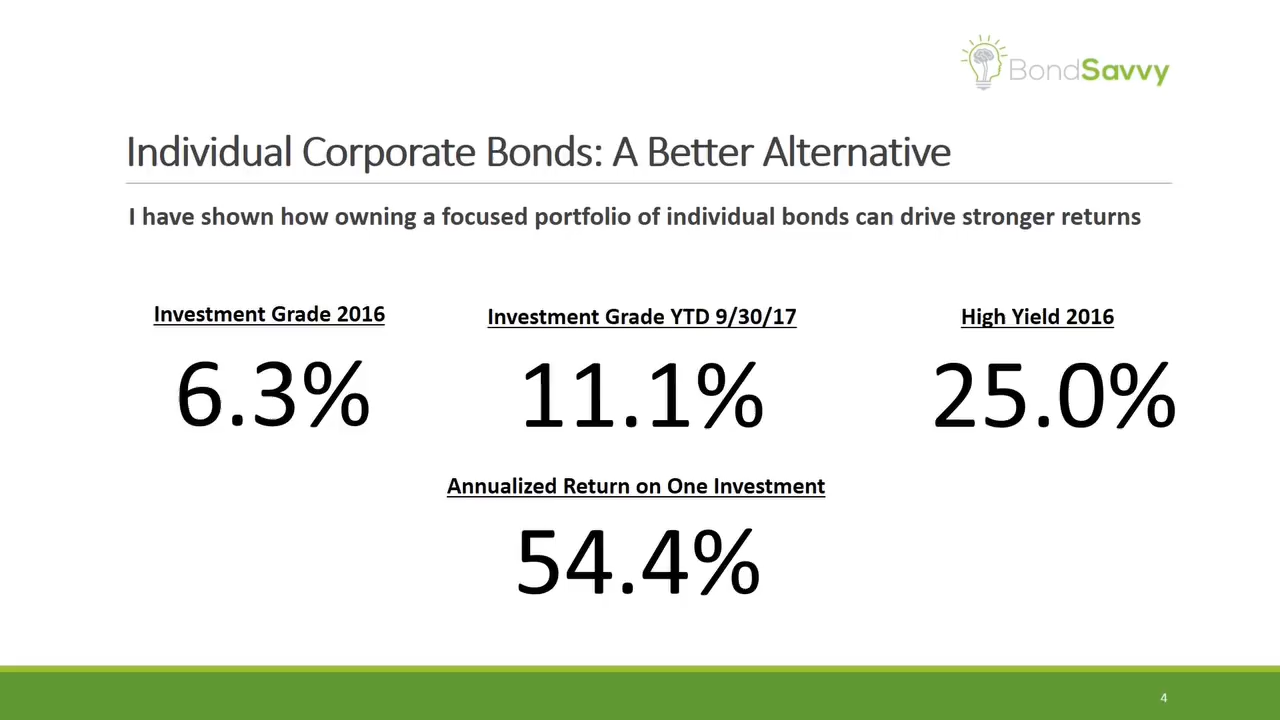 BondSavvy
Individual Corporate Bonds: A Better Alternative
I have shown how owning a focused portfolio of individual bonds can drive stronger returns
Investment Grade 2016
6.3%
Investment Grade YTD 9/30/17
11.1%
High Yield 2016
25.0%
Annualized Return on One Investment
54.4%
4